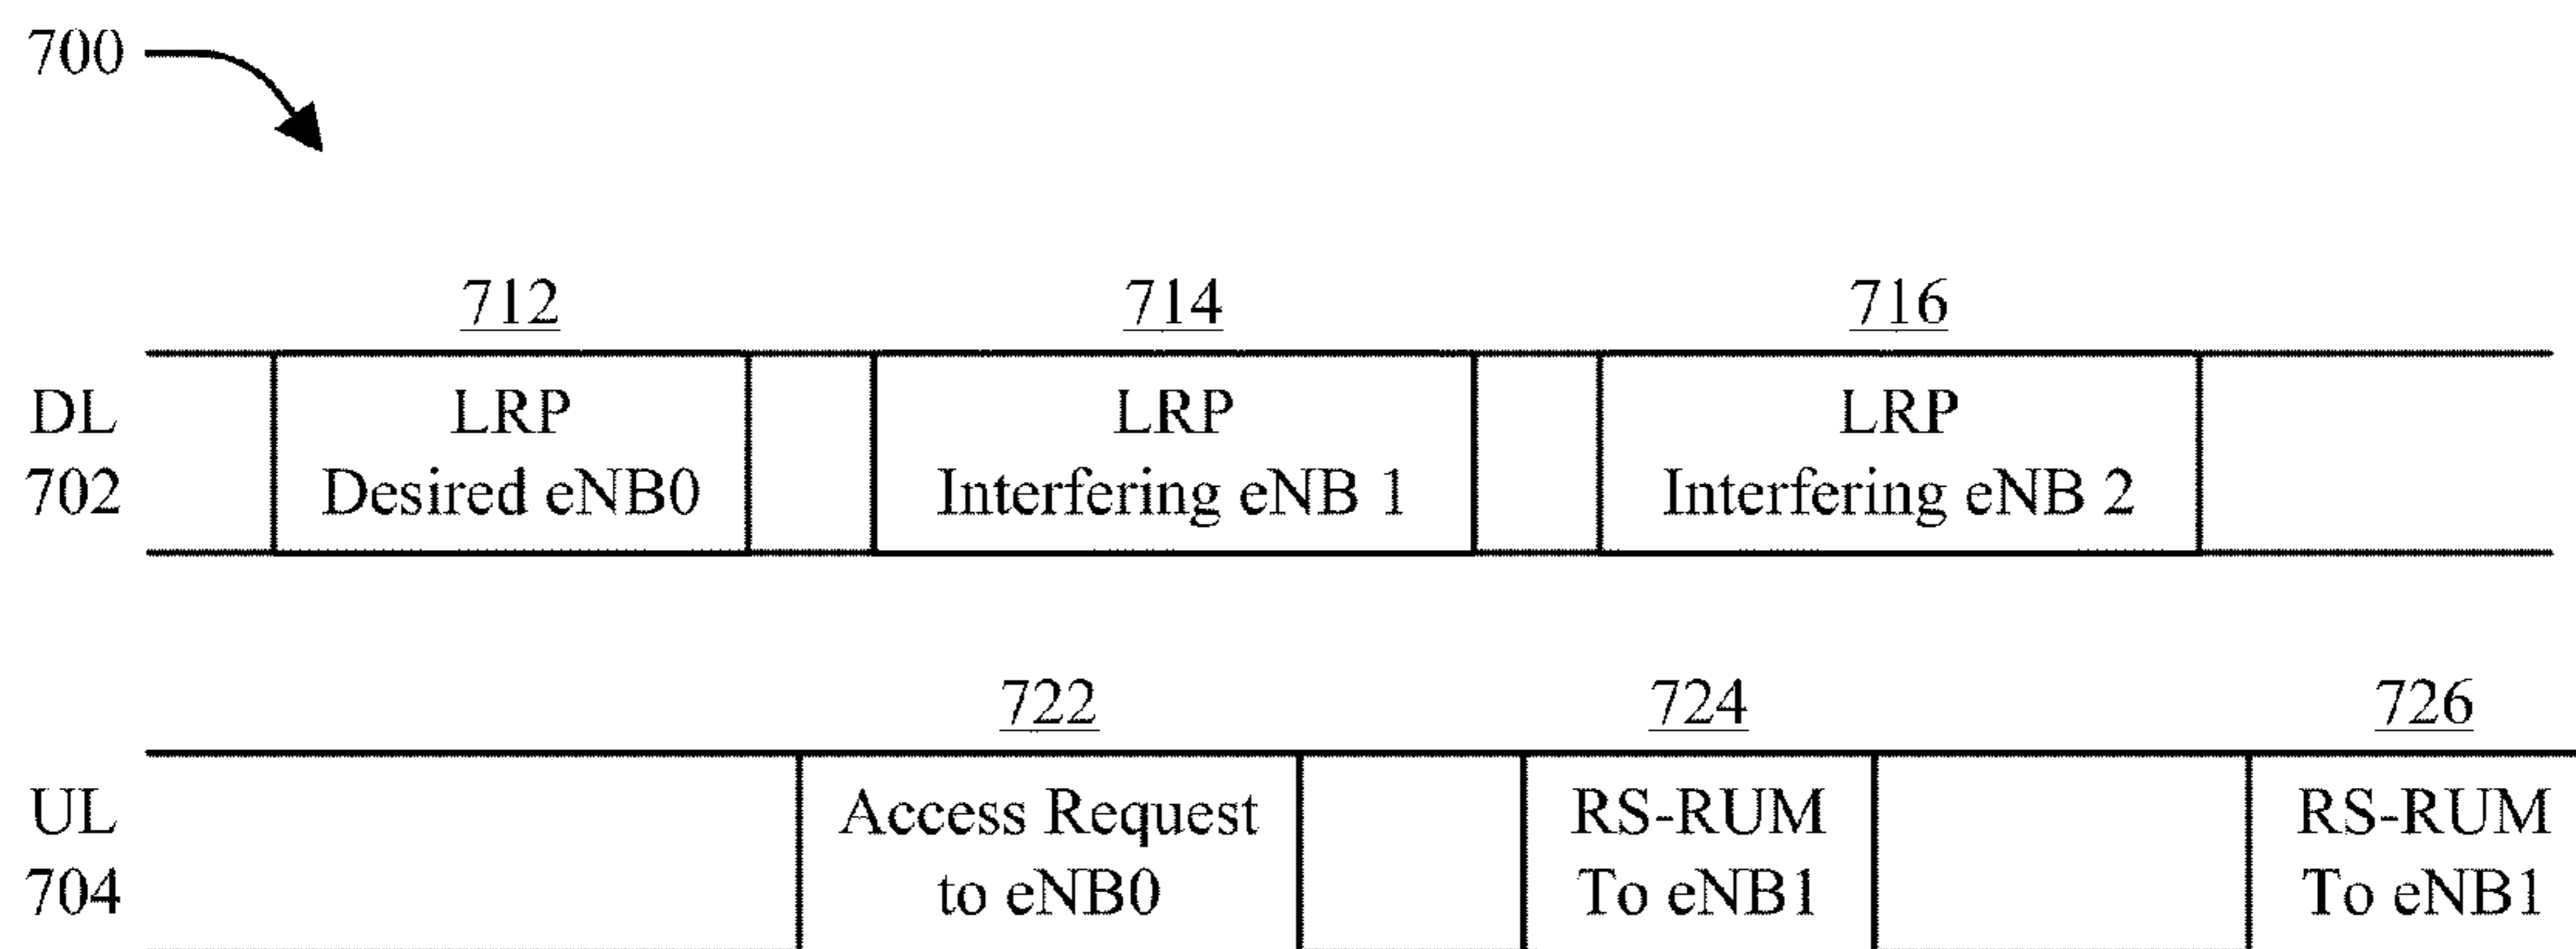 700
712
714
716
DL
702
LRP
Desired eNB0
LRP
Interfering eNB 1
LRP
Interfering eNB 2
722
724
726
UL
704
Access Request
to eNB0
RS-RUM
To eNB1
RS-RUM
To eNB1